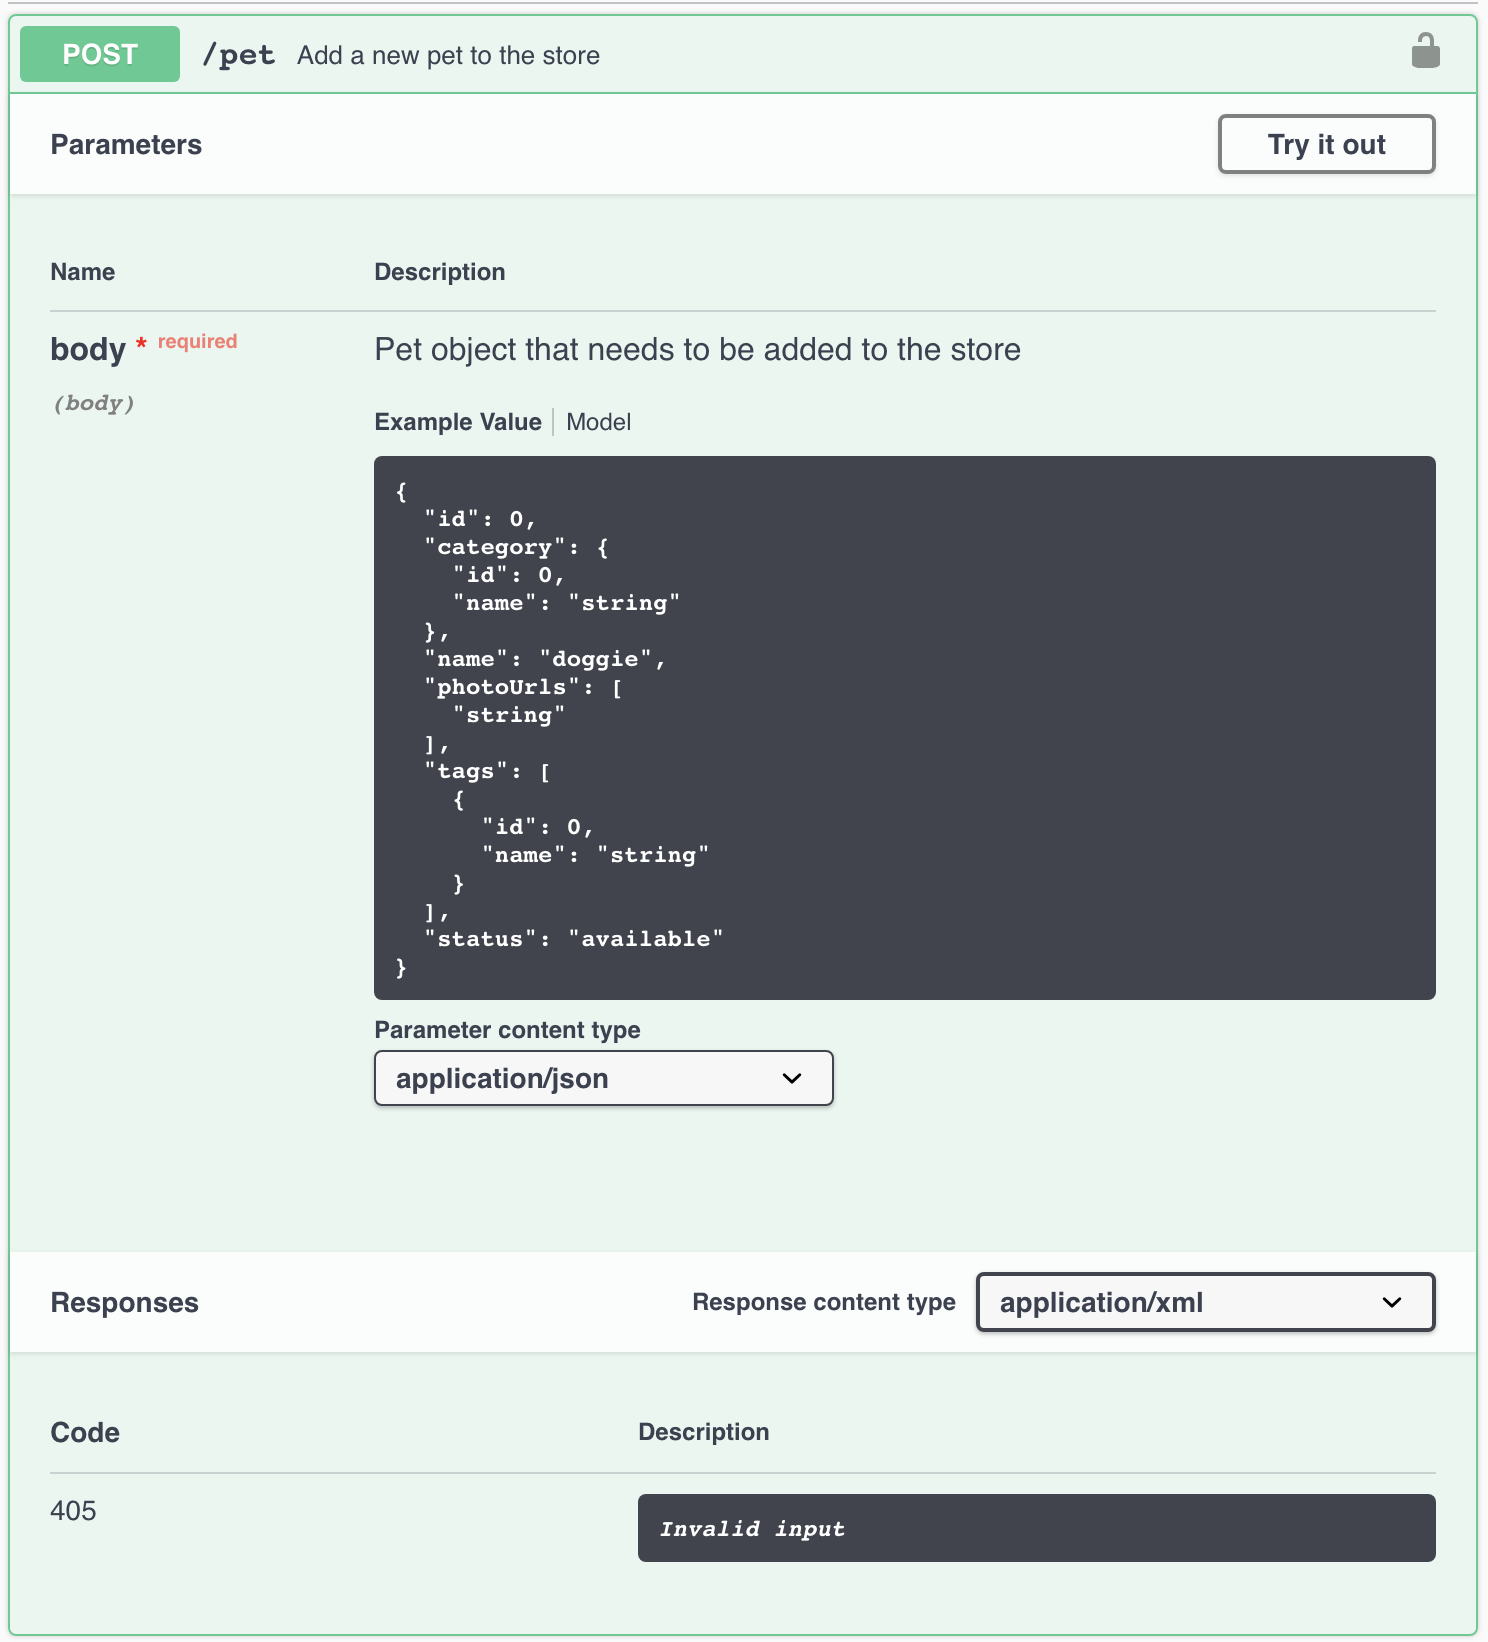 POST /pet Add a new pet to the store
Parameters Try it out
Name Description
body * required Pet object that needs to be added to the store
(body)
Example Value Model
{
  "id": 0,
  "category": {
    "id": 0,
    "name": "string"
  },
  "name": "doggie",
  "photoUrls": [
    "string"
  ],
  "tags": [
    {
      "id": 0,
      "name": "string"
    }
  ],
  "status": "available"
}
Parameter content type
application/json
Responses Response content type application/xml
Code Description
405 Invalid input